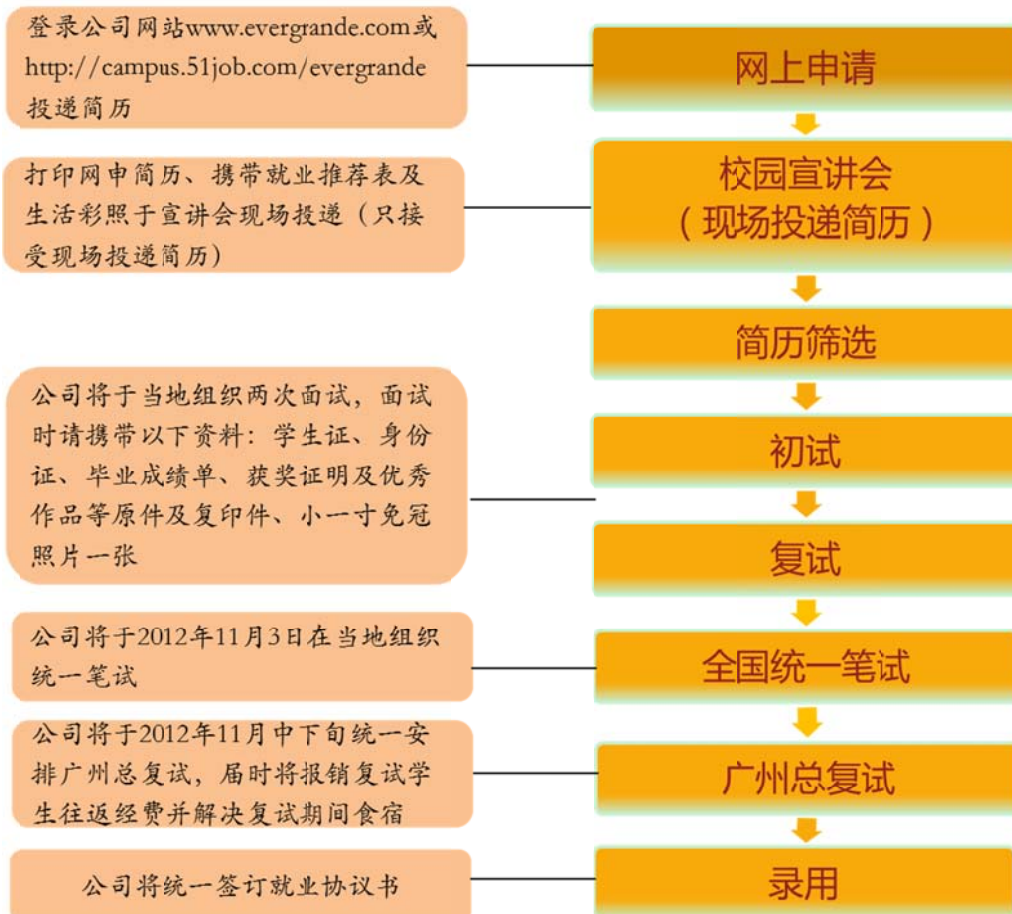 登录公司网站www.evergrande.com或
http://campus.51job.com/evergrande
投递简历
网上申请
打印网申简历、携带就业推荐表及
生活彩照于宣讲会现场投递（只接
受现场投递简历）
校园宣讲会
（现场投递简历）
简历筛选
公司将于当地组织两次面试，面试
时请携带以下资料：学生证、身份
证、毕业成绩单、获奖证明及优秀
作品等原件及复印件、小一寸免冠
照片一张
初试
复试
公司将于2012年11月3日在当地组织
统一笔试
全国统一笔试
公司将于2012年11月中下旬统一安
排广州总复试，届时将报销复试学
生往返经费并解决复试期间食宿
广州总复试
公司将统一签订就业协议书
录用